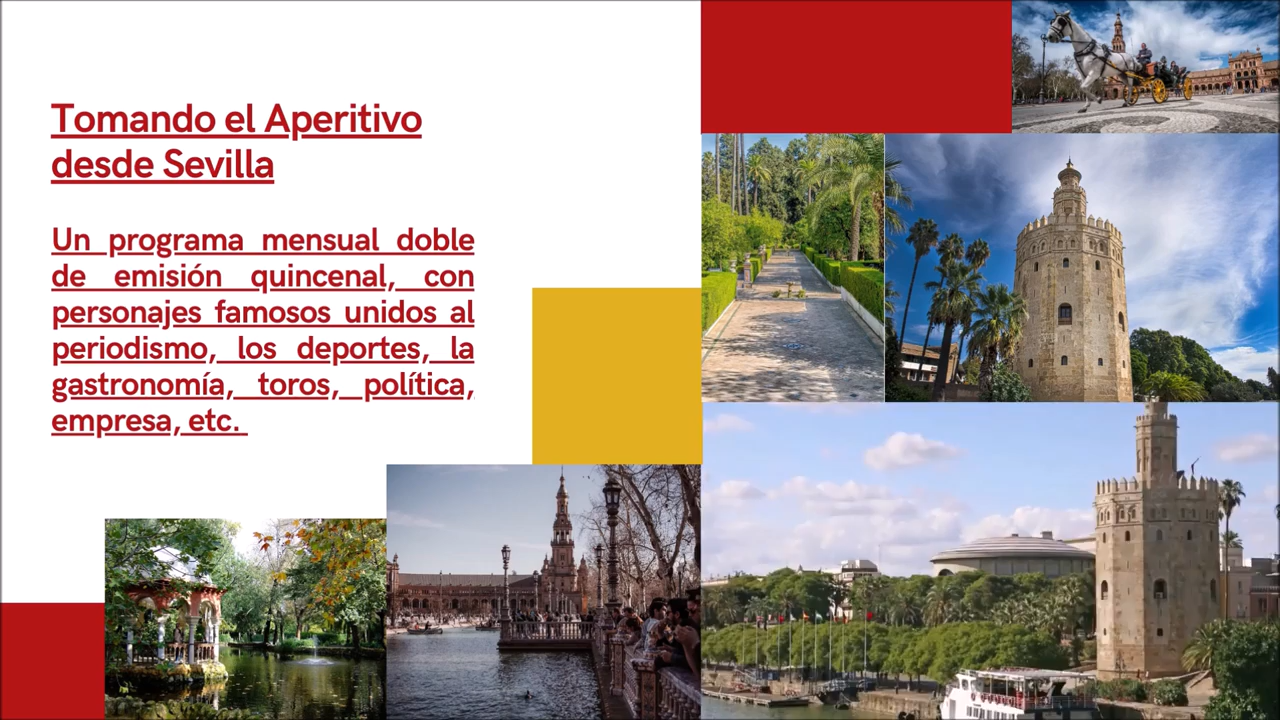 Tomando el Aperitivo
desde Sevilla
Un programa mensual doble
de emisión quincenal, con
personajes famosos unidos al
periodismo, los deportes, la
gastronomía, toros, política,
empresa, etc.